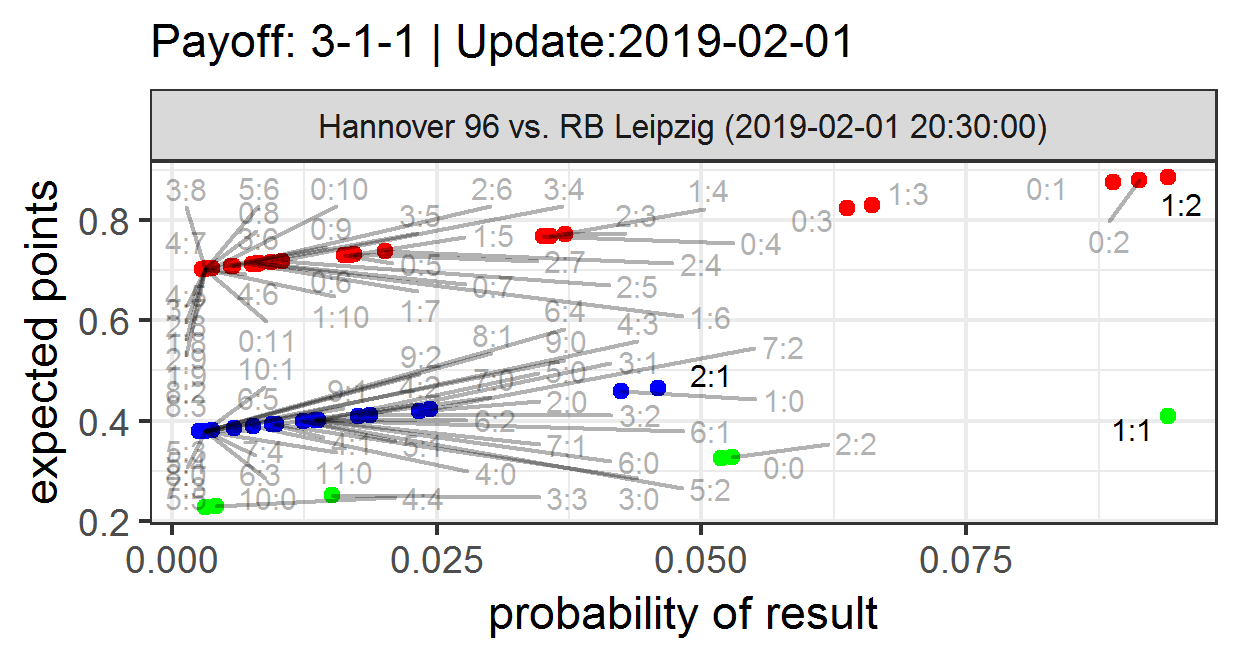 Payoff: 3-1-1 | Update:2019-02-01
Hannover 96 vs. RB Leipzig (2019-02-01 20:30:00)
expected points
0.8
0.6
0.4
0.2
3:8 5:6 0:10 2:6 3:4 1:4 0:1 1:3 1:2
0:8 3:5 2:3 0:3
4:7 3:6 0:9 1:5 0:4 0:2
0:5 2:7 2:4
4:6 0:6 0:7 2:5
1:10 1:7 6:4 4:3 1:6
0:11 8:1 9:0 7:2
1:9 10:1 9:2 7:0 5:0 3:1 2:1
9:1 4:2 2:0 1:0
8:3 6:5 6:2 3:2 6:1 1:1
7:4 4:1 5:4 7:1 2:2
6:3 11:0 4:0 6:0 0:0
5:3 10:0 4:4 3:3 3:0 5:2
0.000 0.025 0.050 0.075
probability of result